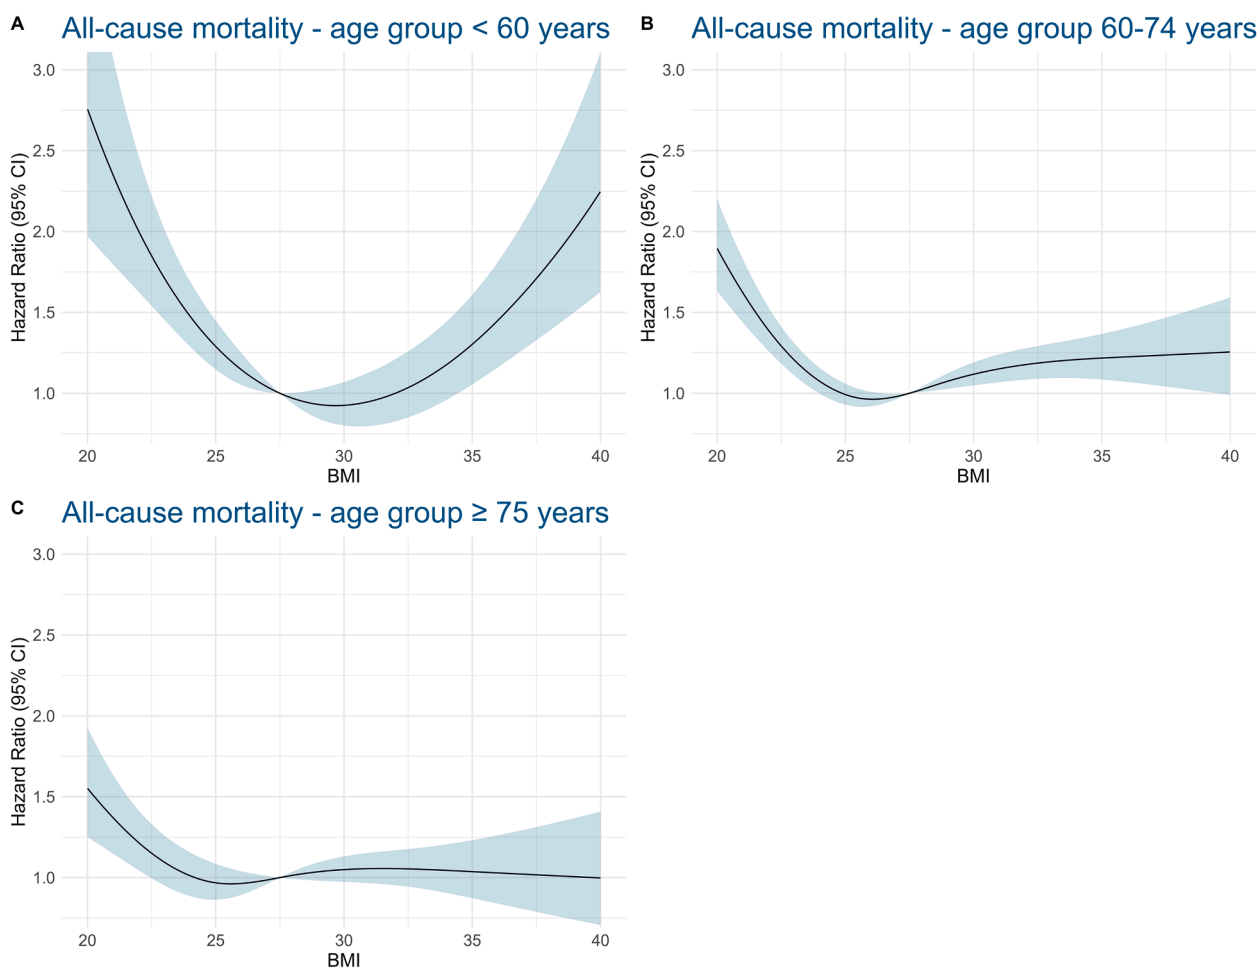 A
All-cause mortality - age group < 60 years
3.0
2.5
2.0
1.5
1.0
Hazard Ratio (95% CI)
20 25 30 35 40
BMI
B
All-cause mortality - age group 60-74 years
3.0
2.5
2.0
1.5
1.0
Hazard Ratio (95% CI)
20 25 30 35 40
BMI
C
All-cause mortality - age group ≥ 75 years
3.0
2.5
2.0
1.5
1.0
Hazard Ratio (95% CI)
20 25 30 35 40
BMI